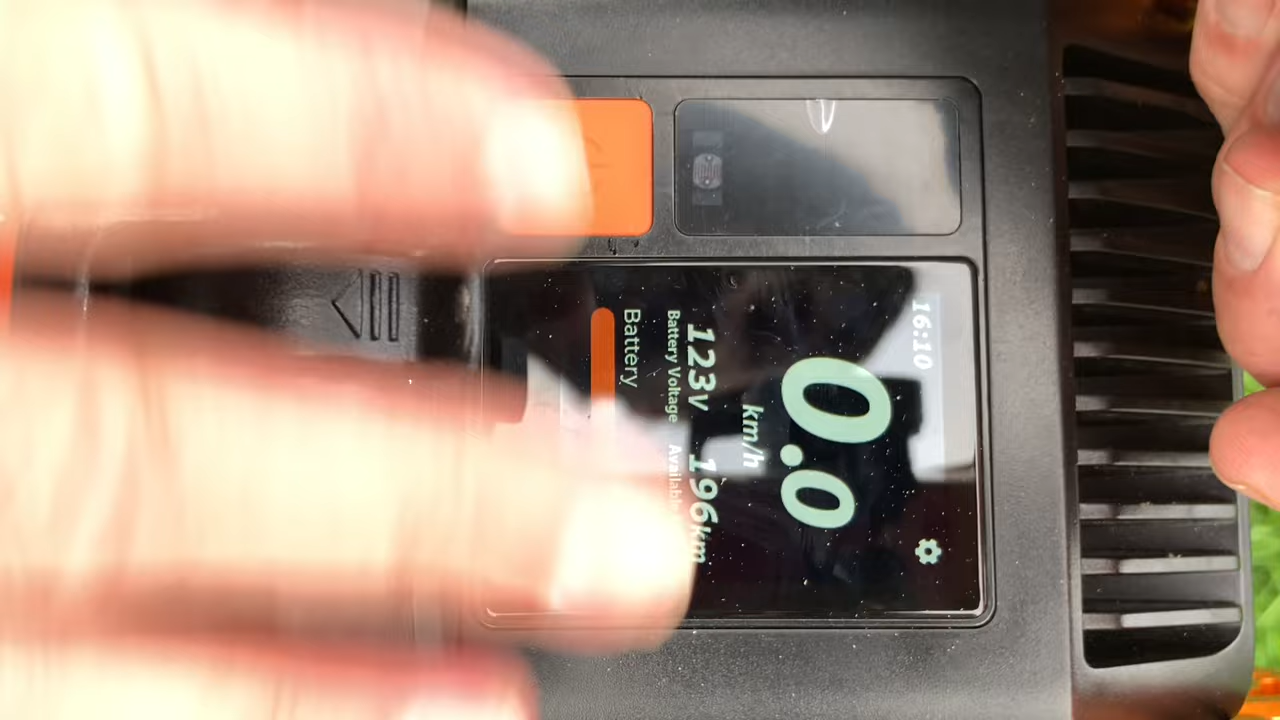 16:10
0.0
km/h
123v 196km
Battery Voltage
Battery